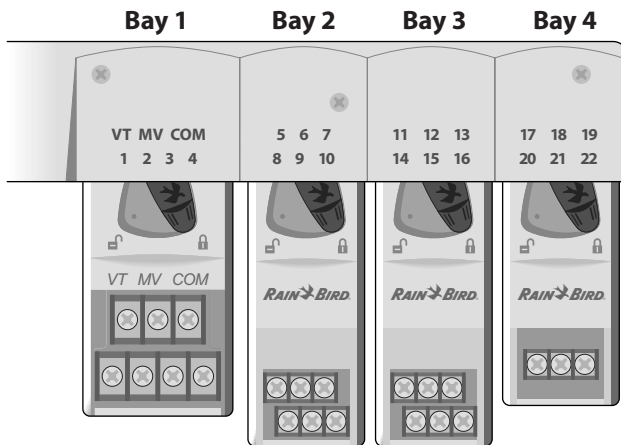 Bay 1 Bay 2 Bay 3 Bay 4
VT MV COM
1 2 3 4
5 6 7
8 9 10
11 12 13
14 15 16
17 18 19
20 21 22
VT MV COM
RAIN BIRD.
RAIN BIRD.
RAIN BIRD.